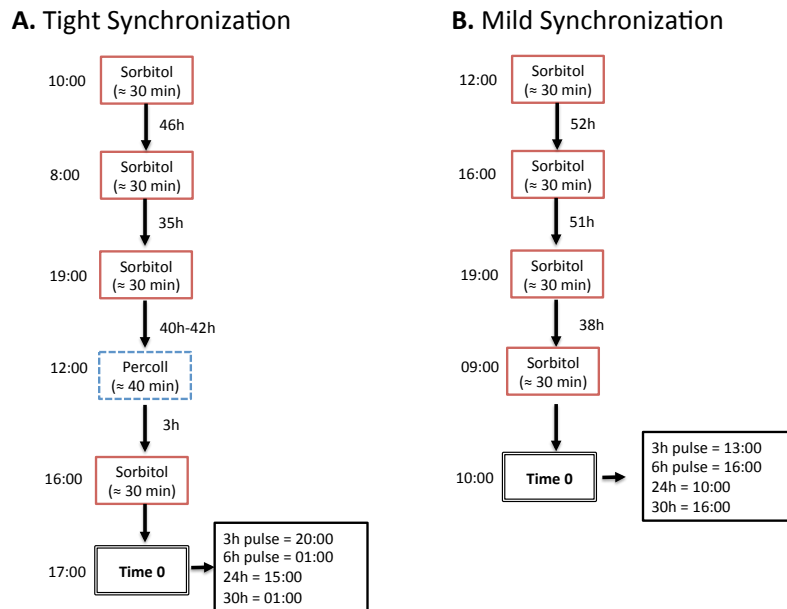 A. Tight Synchronization
10:00
Sorbitol
(≈ 30 min)
46h
8:00
Sorbitol
(≈ 30 min)
35h
19:00
Sorbitol
(≈ 30 min)
40h-42h
12:00
Percoll
(≈ 40 min)
3h
16:00
Sorbitol
(≈ 30 min)
17:00
Time 0
3h pulse = 20:00
6h pulse = 01:00
24h = 15:00
30h = 01:00
B. Mild Synchronization
12:00
Sorbitol
(≈ 30 min)
52h
16:00
Sorbitol
(≈ 30 min)
51h
19:00
Sorbitol
(≈ 30 min)
38h
09:00
Sorbitol
(≈ 30 min)
10:00
Time 0
3h pulse = 13:00
6h pulse = 16:00
24h = 10:00
30h = 16:00